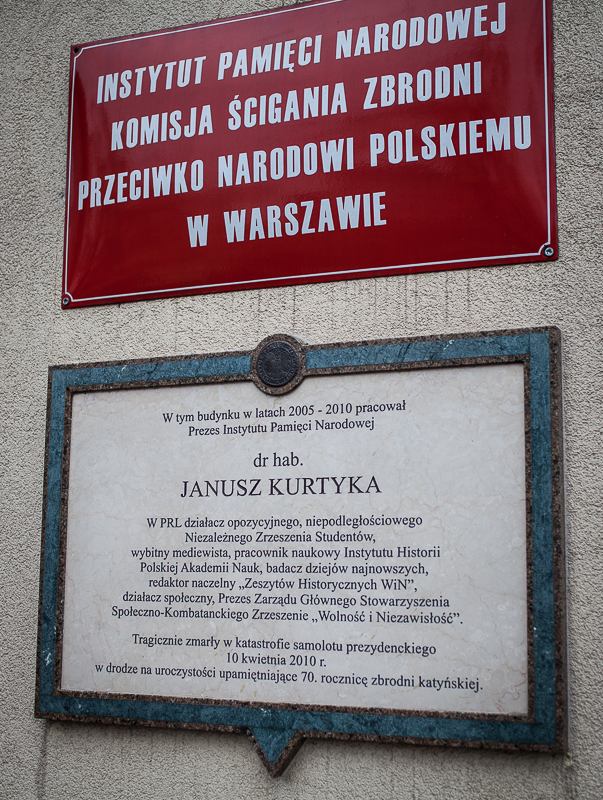 INSTYTUT PAMIĘCI NARODOWEJ
KOMISJA ŚCIGANIA ZBRODNI
PRZECIWKO NARODOWI POLSKIEMU
W WARSZAWIE
W tym budynku w latach 2005 - 2010 pracował
Prezes Instytutu Pamięci Narodowej
dr hab.
JANUSZ KURTYKA
W PRL działacz opozycyjnego, niepodległościowego
Niezależnego Zrzeszenia Studentów,
wybitny mediewista, pracownik naukowy Instytutu Historii
Polskiej Akademii Nauk, badacz dziejów najnowszych,
redaktor naczelny „Zeszytów Historycznych WiN”,
działacz społeczny, Prezes Zarządu Głównego Stowarzyszenia
Społeczno-Kombatanckiego Zrzeszenie „Wolność i Niezawisłość”.
Tragicznie zmarły w katastrofie samolotu prezydenckiego
10 kwietnia 2010 r.
w drodze na uroczystości upamiętniające 70. rocznicę zbrodni katyńskiej.